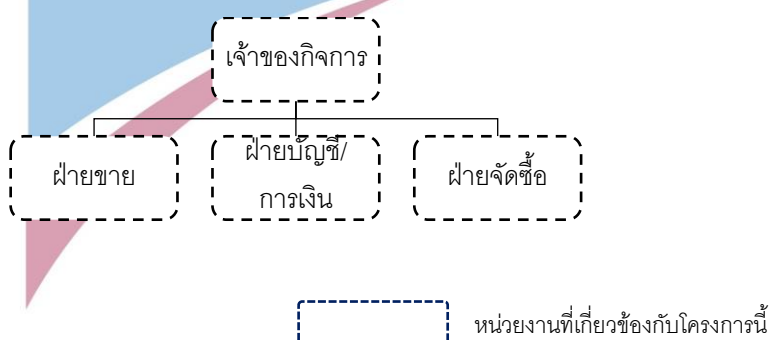 เจ้าของกิจการ
ฝ่ายขาย
ฝ่ายบัญชี/
การเงิน
ฝ่ายจัดซื้อ
หน่วยงานที่เกี่ยวข้องกับโครงการนี้